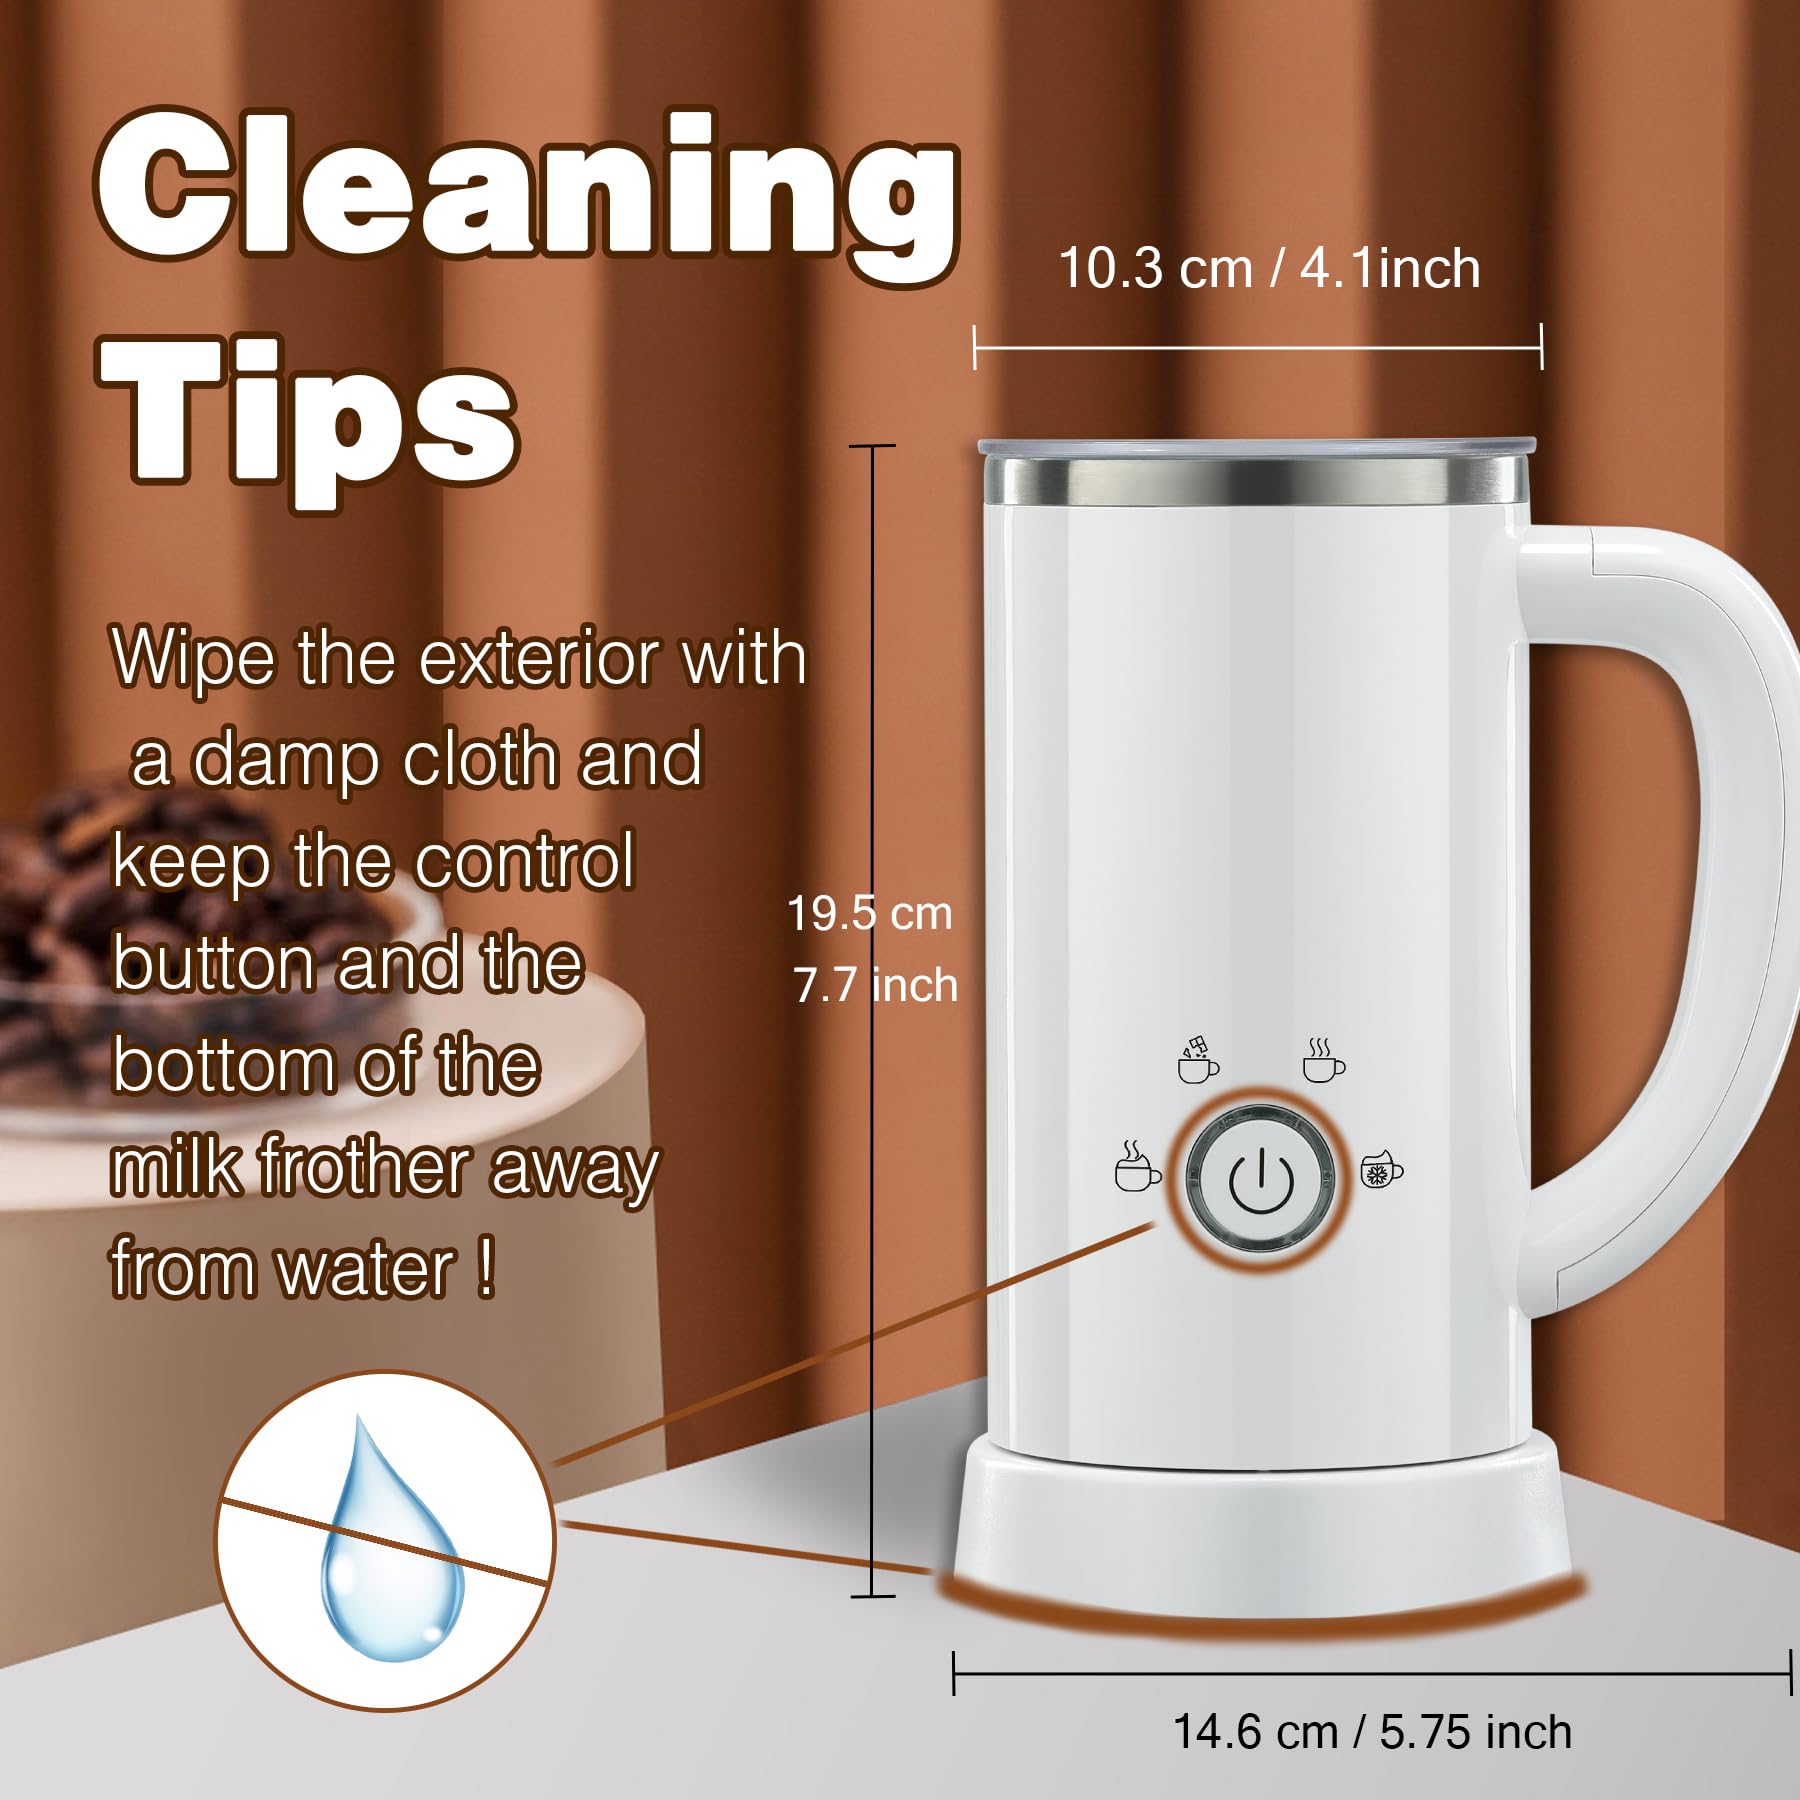 Cleaning
Tips
Wipe the exterior with
a damp cloth and
keep the control
button and the
bottom of the
milk frother away
from water !
10.3 cm / 4.1inch
19.5 cm
7.7 inch
14.6 cm / 5.75 inch